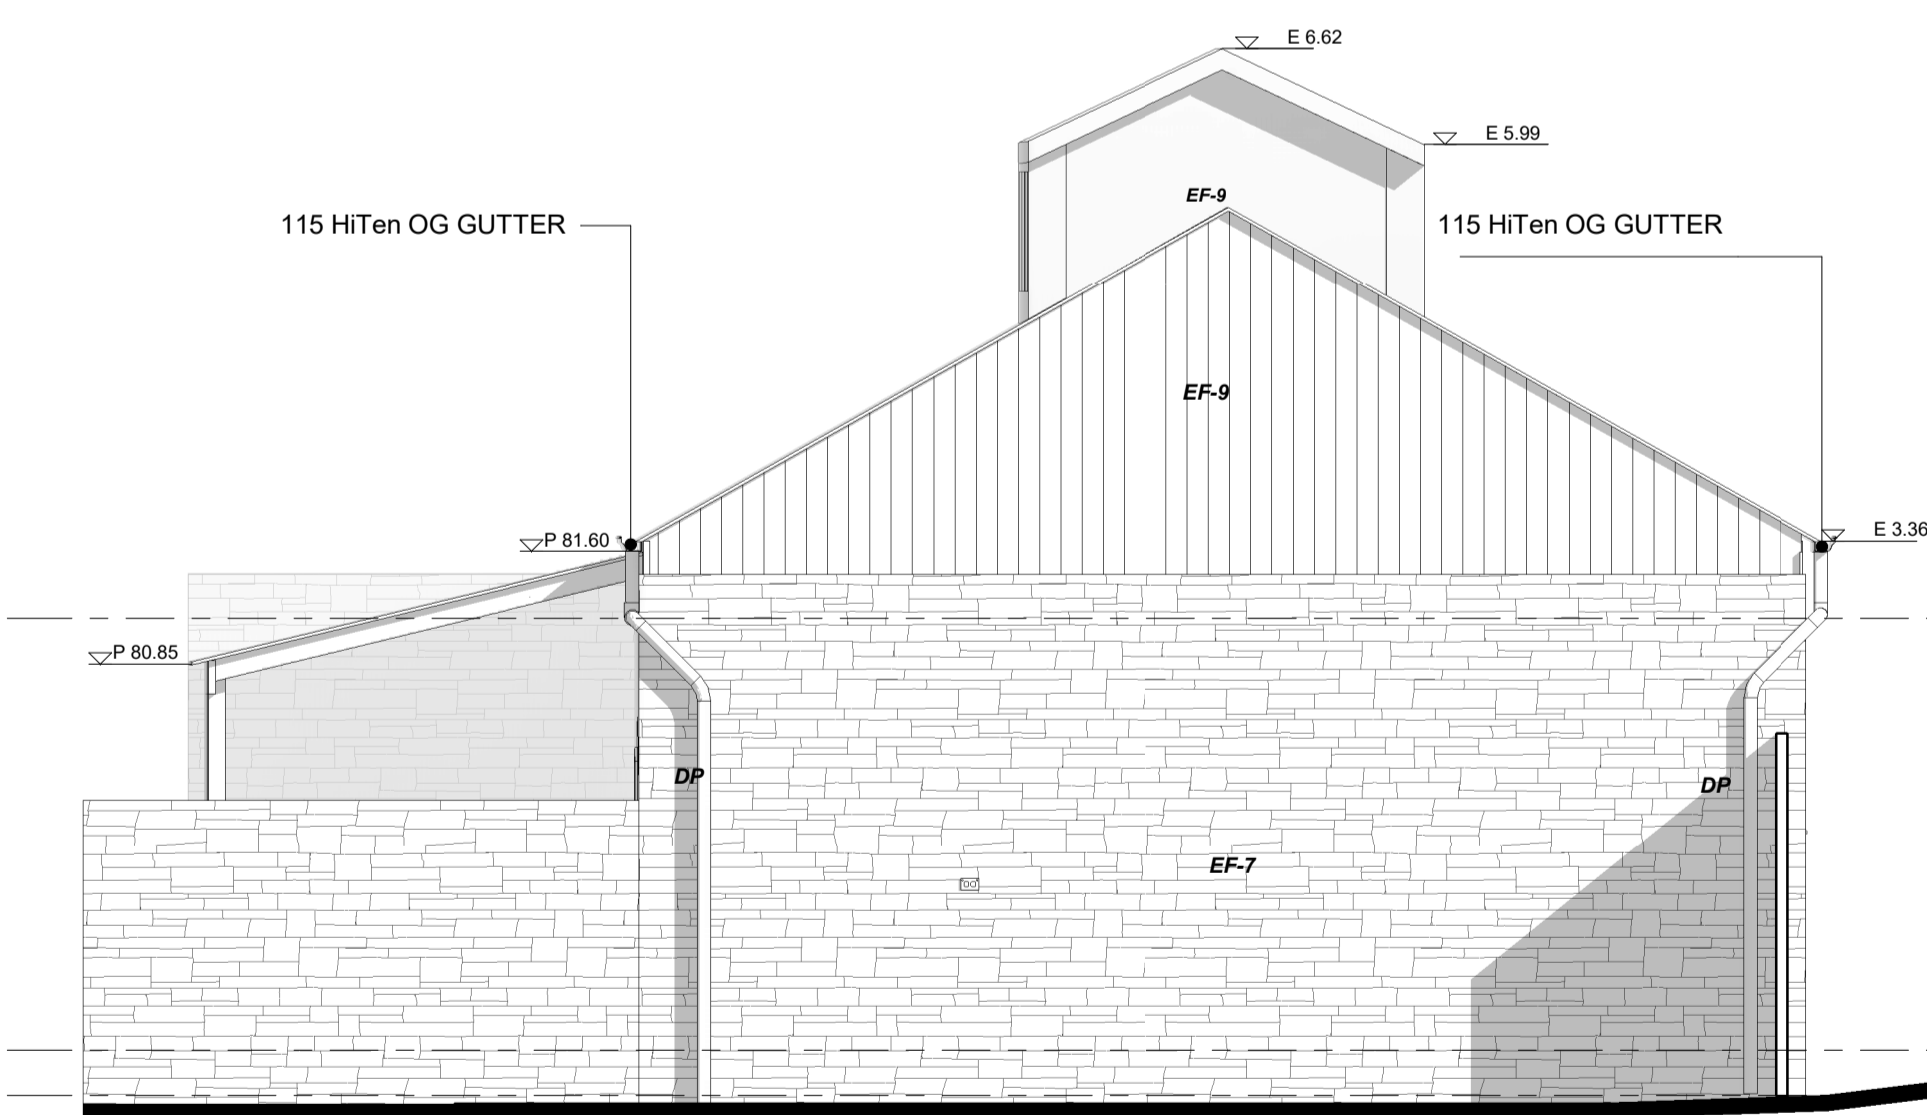 E 6.62
E 5.99
EF-9
115 HiTen OG GUTTER
115 HiTen OG GUTTER
EF-9
P 81.60
E 3.36
P 80.85
DP
DP
EF-7